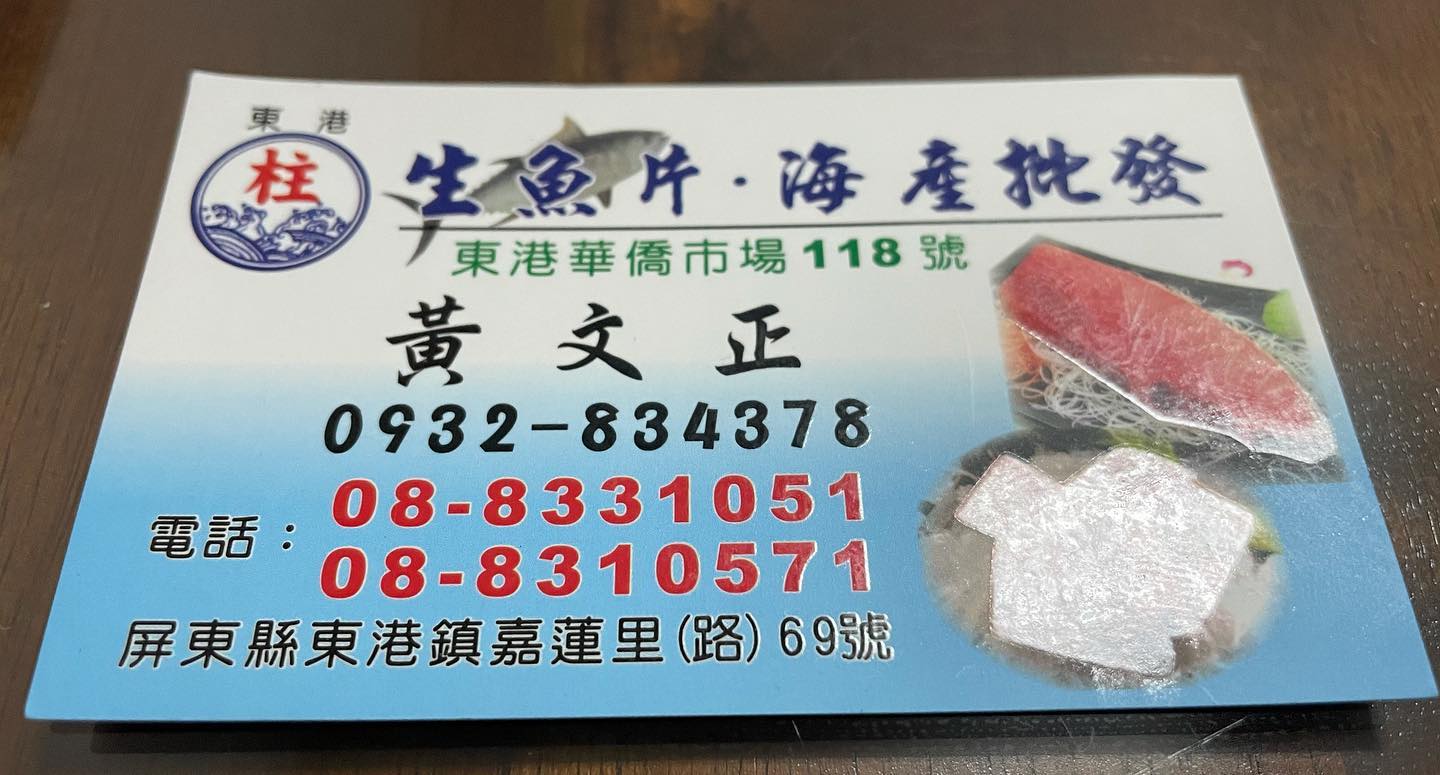 東港
柱
生魚片·海產批發
東港華僑市場118號
黃文正
0932-834378
電話：08-8331051
08-8310571
屏東縣東港鎮嘉蓮里(路)69號